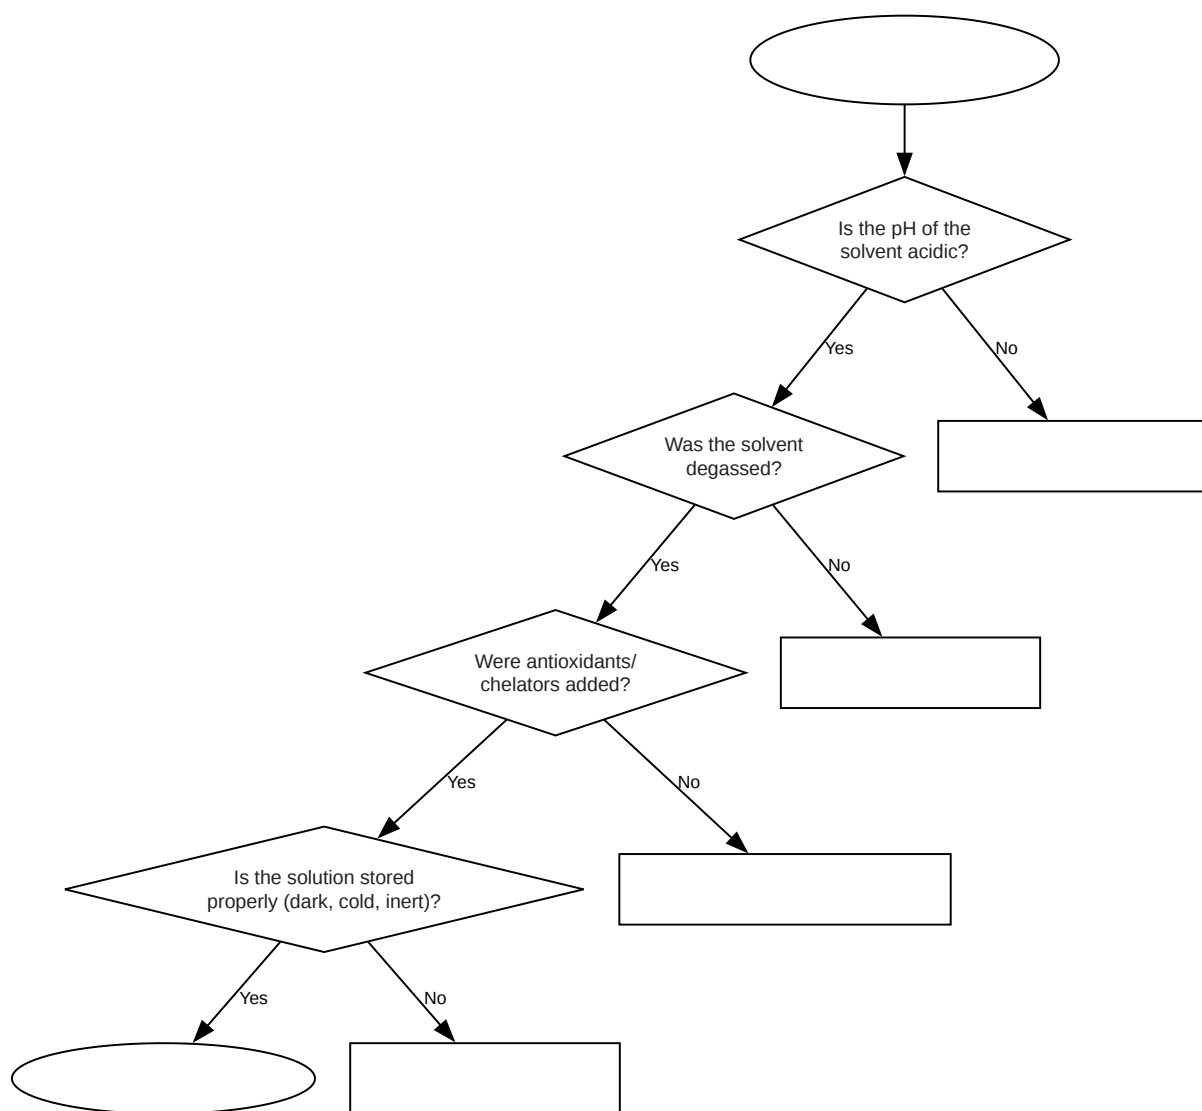 Is the pH of the
solvent acidic?
Yes
No
Was the solvent
degassed?
Yes
No
Were antioxidants/
chelators added?
Yes
No
Is the solution stored
properly (dark, cold, inert)?
Yes
No